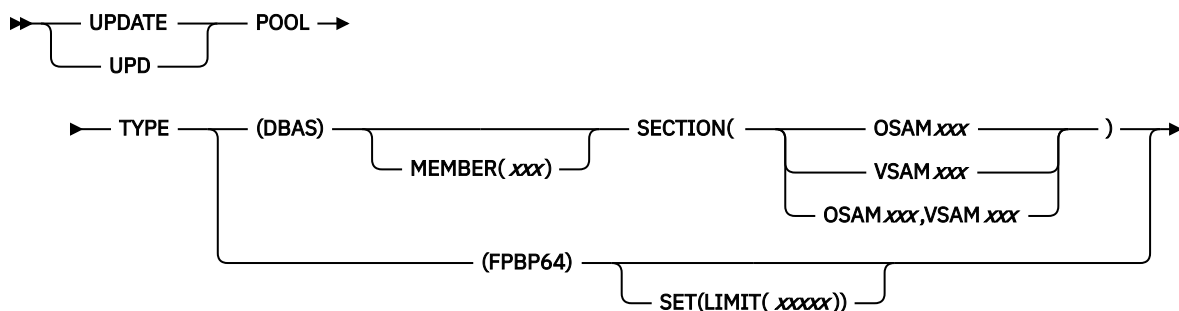 UPDATE POOL
UPD
TYPE (DBAS) SECTION( OSAMxxx )
MEMBER( xxx) VSAMxxx
OSAMxxx,VSAMxxx
(FPBP64)
SET(LIMIT( xxxxx))